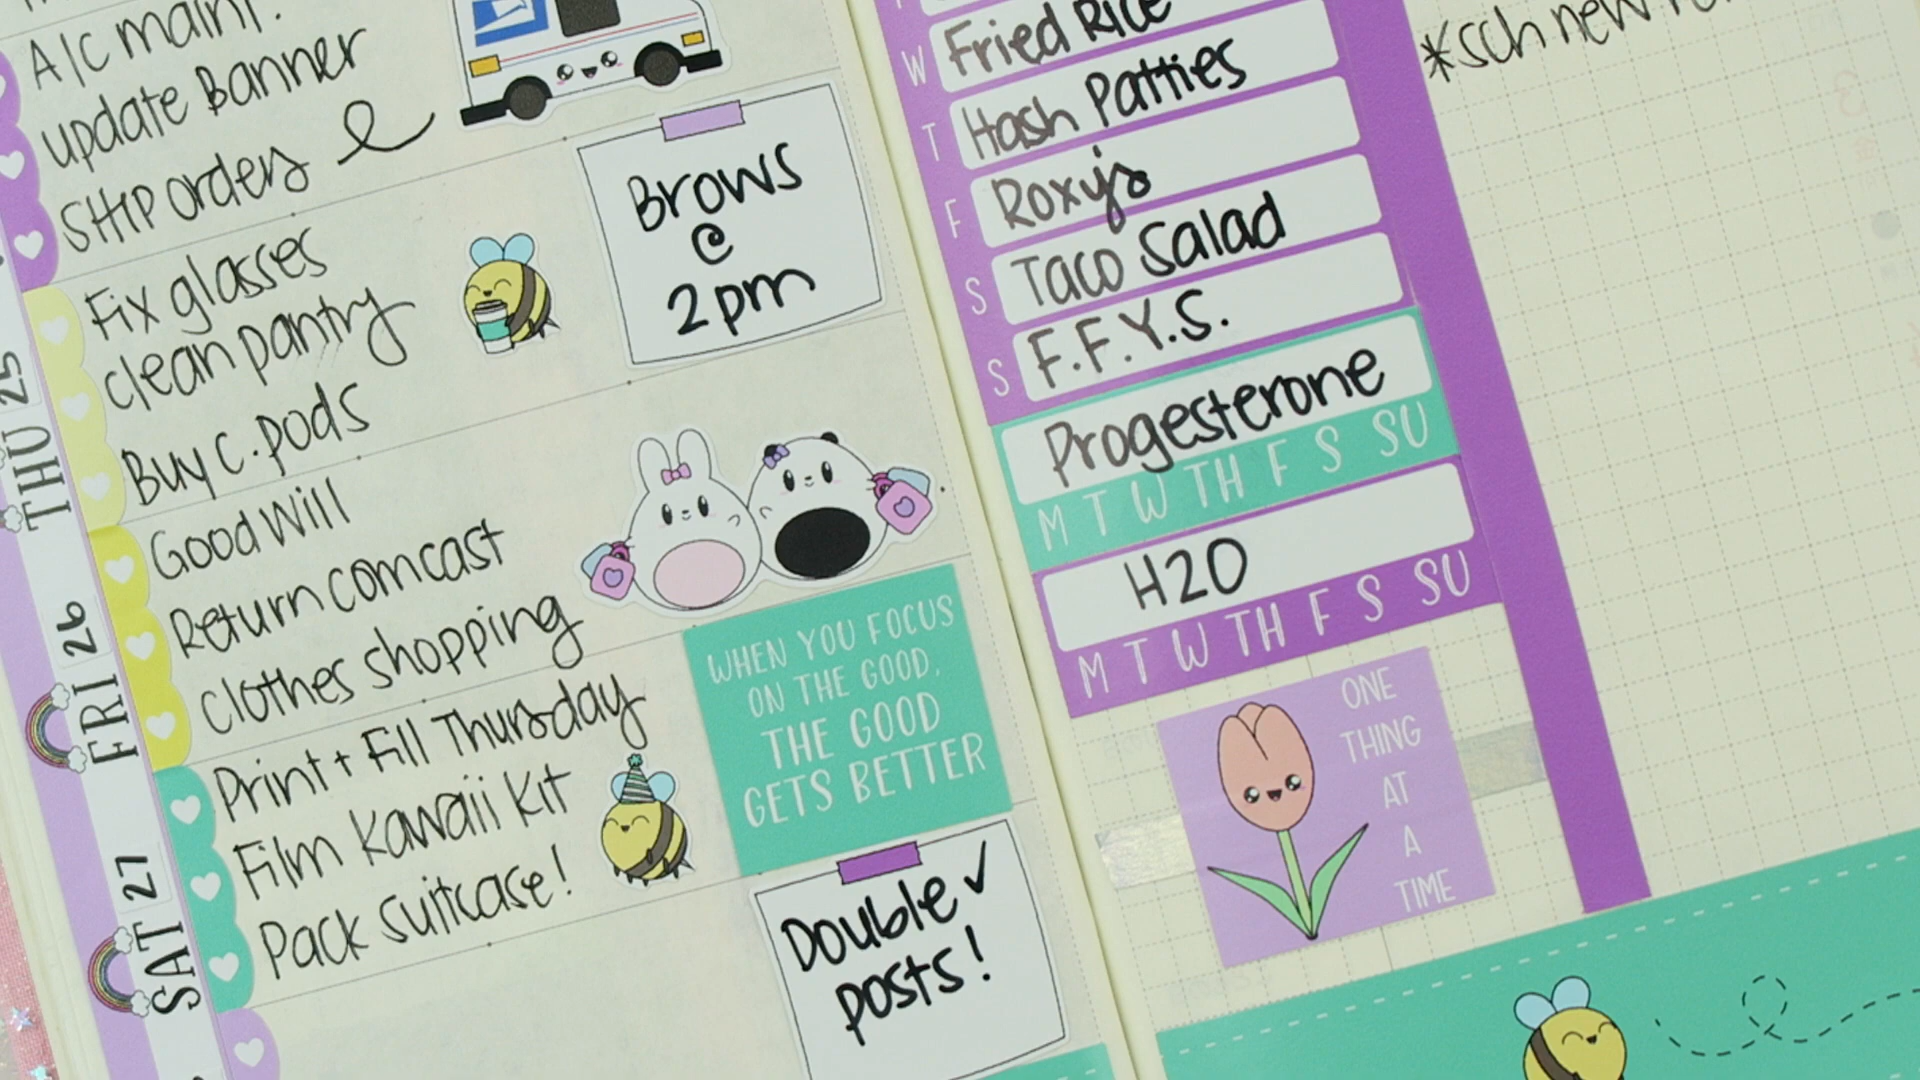 A/C maint.
update Banner
SHIP orders
Brows
@
2pm
THU 25
Fix glasses
clean pantry
Buy c. pods
FRI 26
GoodWill
Return comcast
clothes shopping
WHEN YOU FOCUS
ON THE GOOD,
THE GOOD
GETS BETTER
SAT 27
Print + Fill Thursday
Film Kawaii Kit
Pack suitcase!
Double ✓
posts!
W Fried Rice
T Hash Patties
F Roxy's
S Taco Salad
S F.F.Y.S.
Progesterone
M T W TH F S SU
H2O
M T W TH F S SU
ONE
THING
AT
A
TIME
*sch new